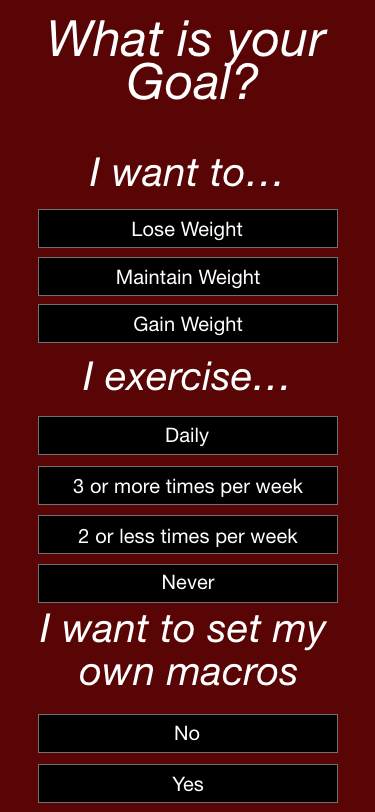 What is your
Goal?
I want to...
Lose Weight
Maintain Weight
Gain Weight
I exercise...
Daily
3 or more times per week
2 or less times per week
Never
I want to set my
own macros
No
Yes